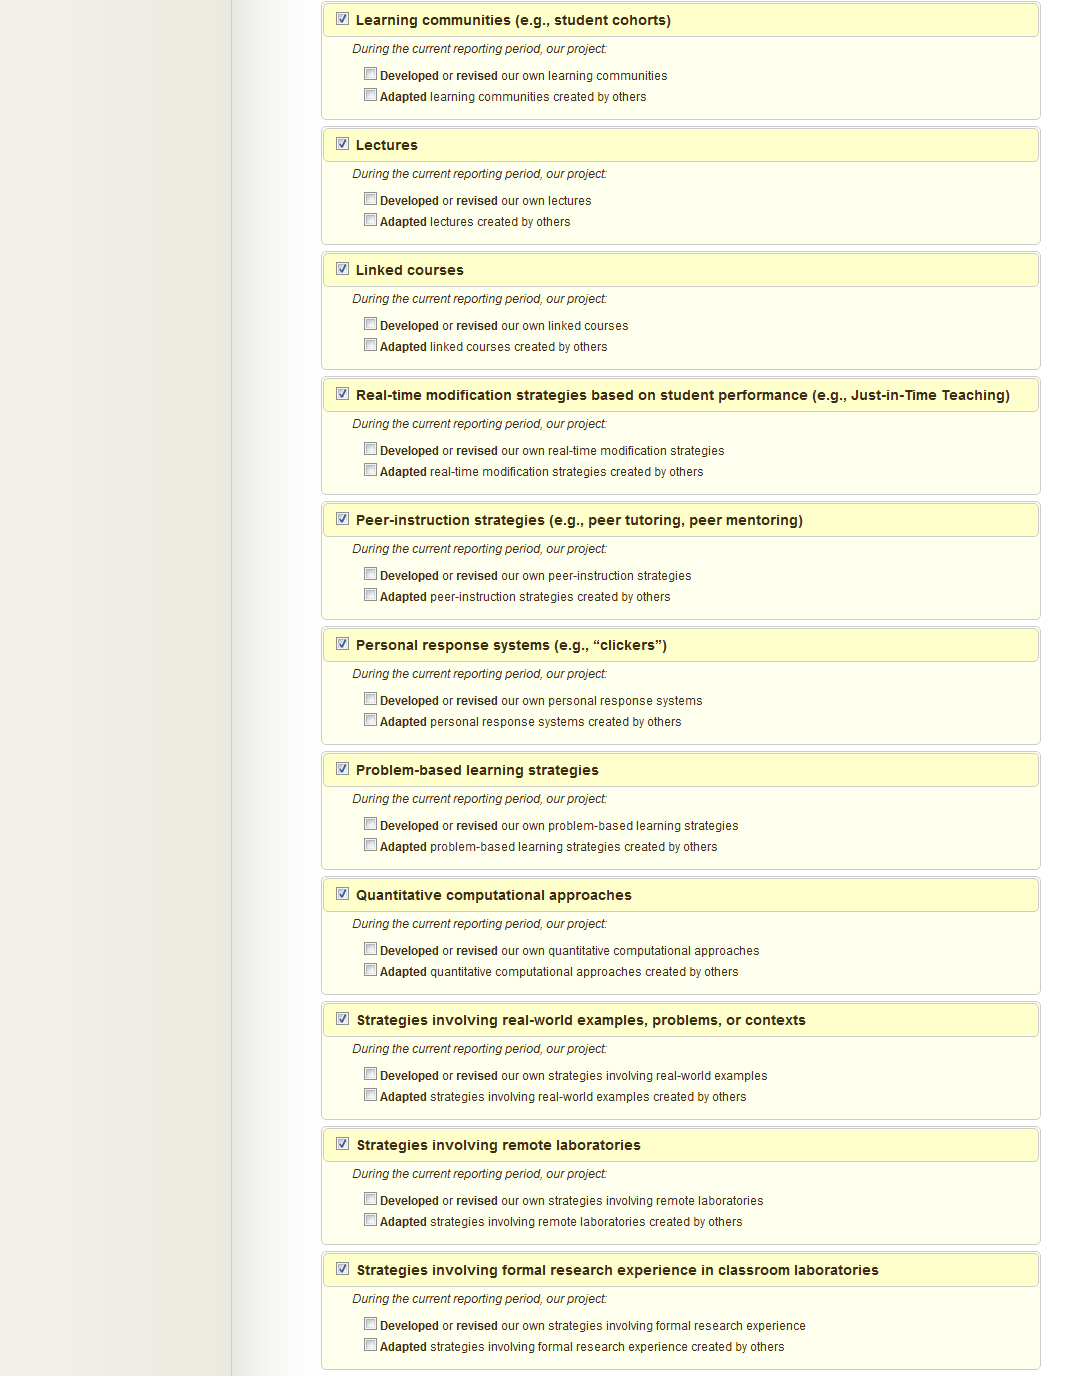 Learning communities (e.g., student cohorts)
During the current reporting period, our project:
Developed or revised our own learning communities
Adapted learning communities created by others
Lectures
During the current reporting period, our project:
Developed or revised our own lectures
Adapted lectures created by others
Linked courses
During the current reporting period, our project:
Developed or revised our own linked courses
Adapted linked courses created by others
Real-time modification strategies based on student performance (e.g., Just-in-Time Teaching)
During the current reporting period, our project:
Developed or revised our own real-time modification strategies
Adapted real-time modification strategies created by others
Peer-instruction strategies (e.g., peer tutoring, peer mentoring)
During the current reporting period, our project:
Developed or revised our own peer-instruction strategies
Adapted peer-instruction strategies created by others
Personal response systems (e.g., “clickers”)
During the current reporting period, our project:
Developed or revised our own personal response systems
Adapted personal response systems created by others
Problem-based learning strategies
During the current reporting period, our project:
Developed or revised our own problem-based learning strategies
Adapted problem-based learning strategies created by others
Quantitative computational approaches
During the current reporting period, our project:
Developed or revised our own quantitative computational approaches
Adapted quantitative computational approaches created by others
Strategies involving real-world examples, problems, or contexts
During the current reporting period, our project:
Developed or revised our own strategies involving real-world examples
Adapted strategies involving real-world examples created by others
Strategies involving remote laboratories
During the current reporting period, our project:
Developed or revised our own strategies involving remote laboratories
Adapted strategies involving remote laboratories created by others
Strategies involving formal research experience in classroom laboratories
During the current reporting period, our project:
Developed or revised our own strategies involving formal research experience
Adapted strategies involving formal research experience created by others